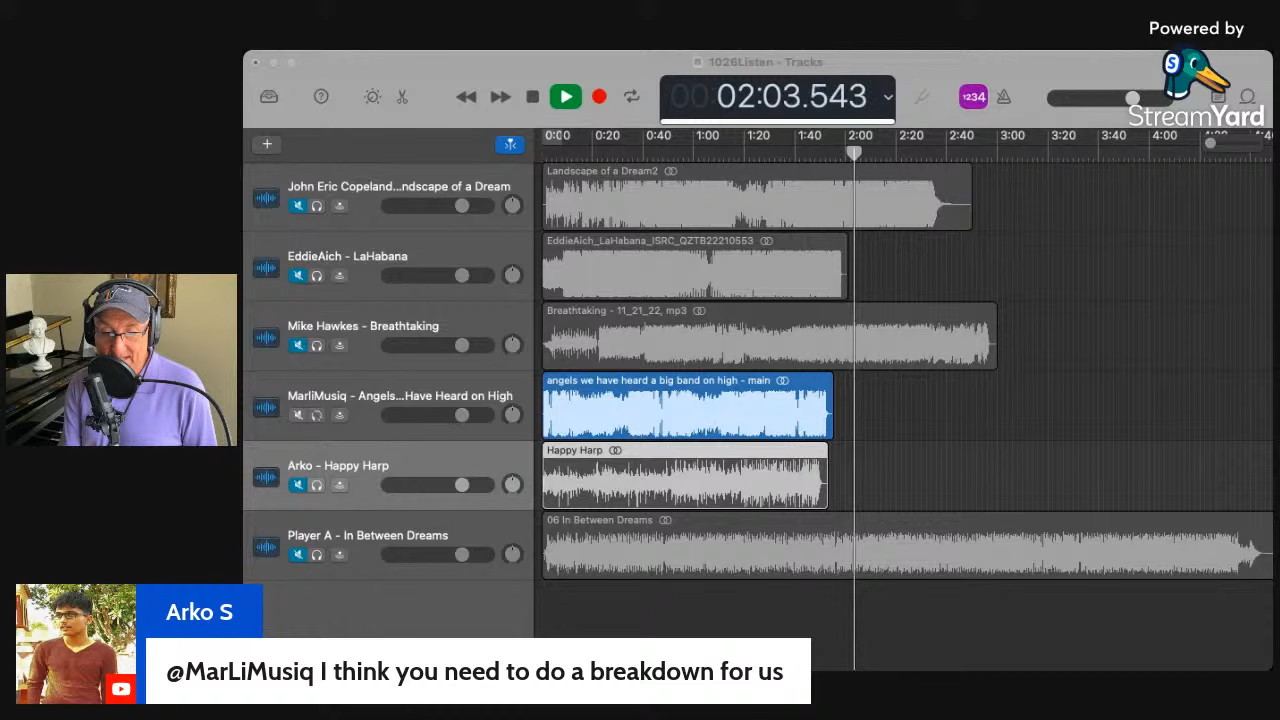 Powered by
StreamYard
1026Listen - Tracks
00 02:03.543
1234
0:00 0:20 0:40 1:00 1:20 1:40 2:00 2:20 2:40 3:00 3:20 3:40 4:00
John Eric Copeland...ndscape of a Dream
Landscape of a Dream2
EddieAich - LaHabana
EddieAich_LaHabana_ISRC_QZTB22210553
Mike Hawkes - Breathtaking
Breathtaking - 11_21_22, mp3
MarliMusiq - Angels...Have Heard on High
angels we have heard a big band on high - main
Arko - Happy Harp
Happy Harp
Player A - In Between Dreams
06 In Between Dreams
Arko S
@MarLiMusiq I think you need to do a breakdown for us